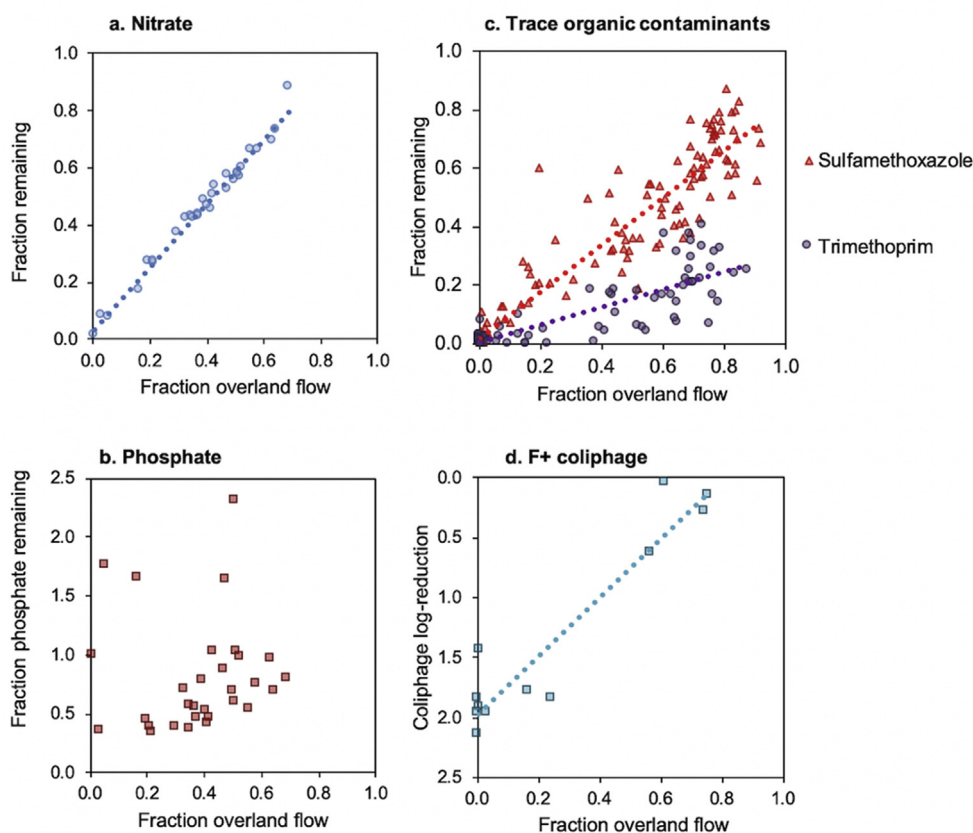 a. Nitrate
1.0
0.8
0.6
0.4
0.2
0.0
0.0 0.2 0.4 0.6 0.8 1.0
Fraction remaining
Fraction overland flow
c. Trace organic contaminants
1.0
0.8
0.6
0.4
0.2
0.0
0.0 0.2 0.4 0.6 0.8 1.0
Fraction remaining
Fraction overland flow
Sulfamethoxazole
Trimethoprim
b. Phosphate
2.5
2.0
1.5
1.0
0.5
0.0
0.0 0.2 0.4 0.6 0.8 1.0
Fraction phosphate remaining
Fraction overland flow
d. F+ coliphage
0.0
0.5
1.0
1.5
2.0
2.5
0.0 0.2 0.4 0.6 0.8 1.0
Coliphage log-reduction
Fraction overland flow